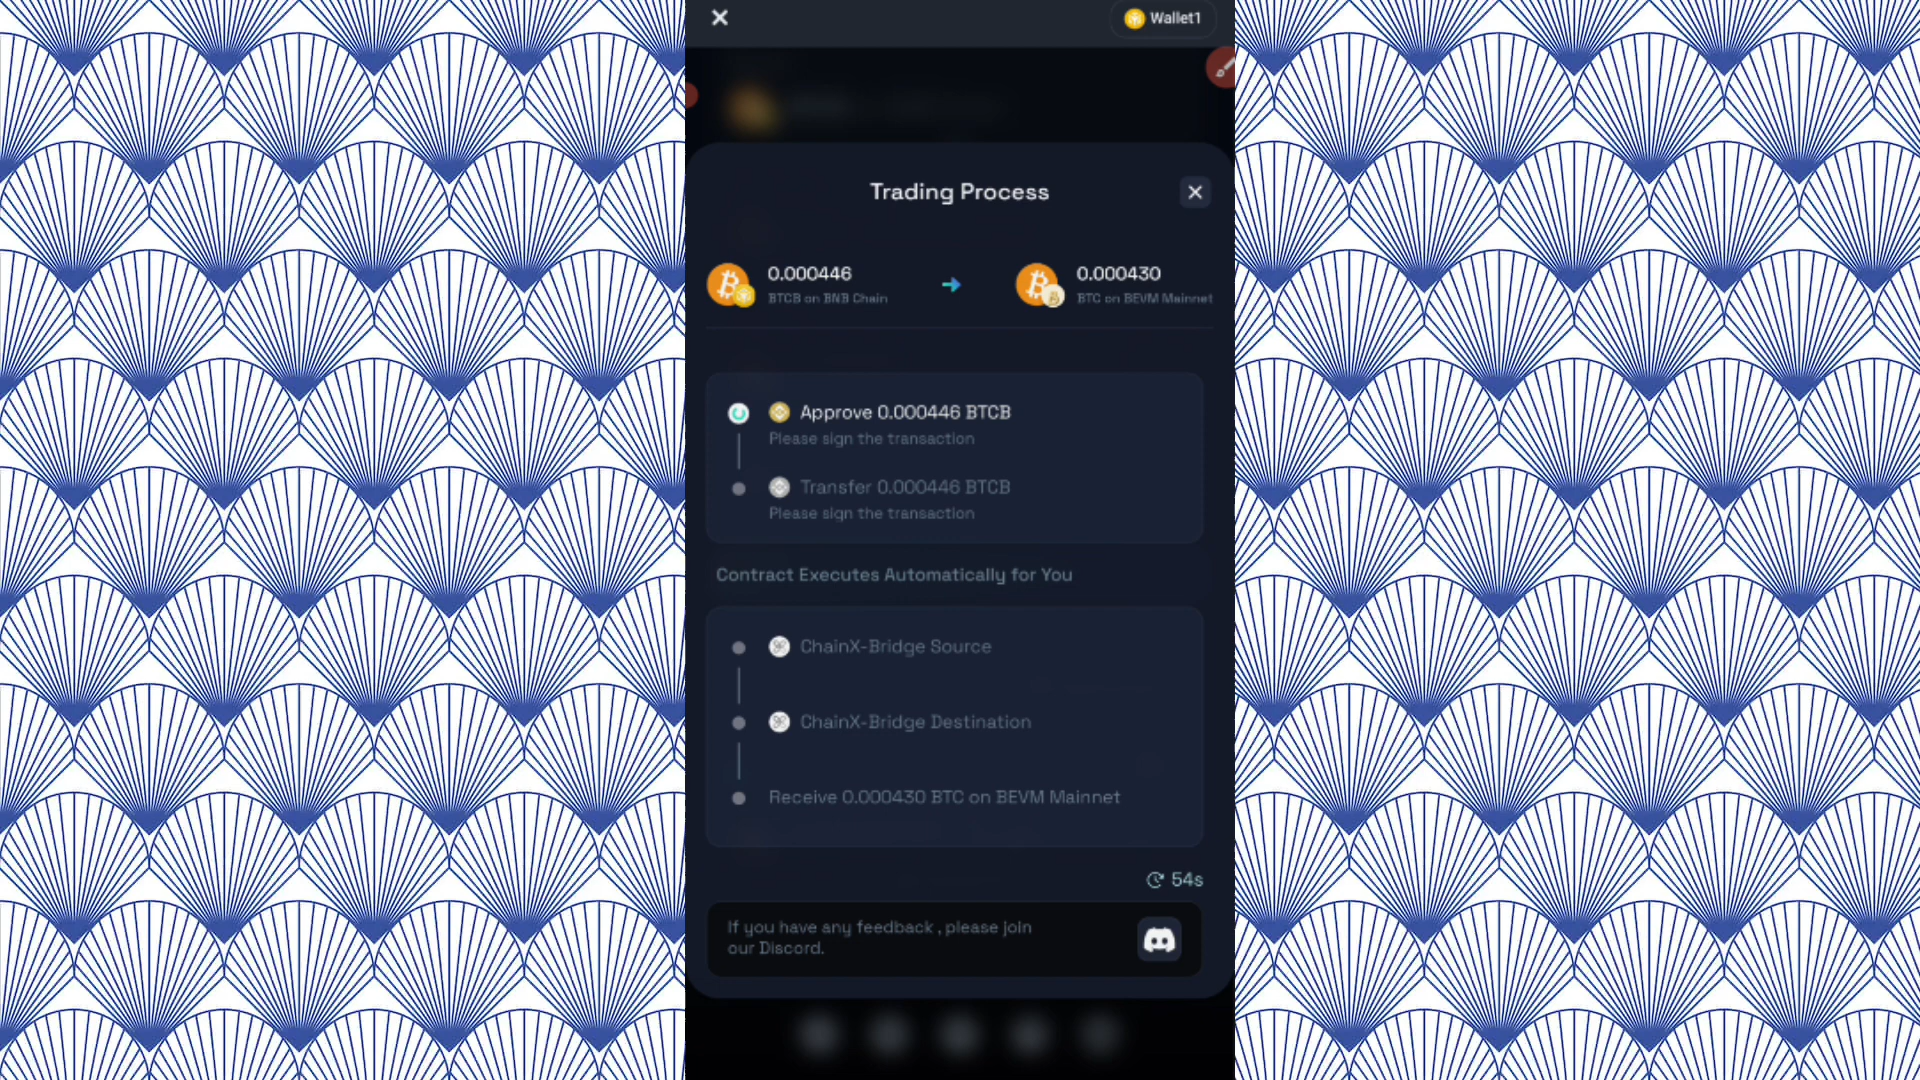 Wallet1
Trading Process
0.000446
BTCB on BNB Chain
0.000430
BTC on BEVM Mainnet
Approve 0.000446 BTCB
Please sign the transaction
Transfer 0.000446 BTCB
Please sign the transaction
Contract Executes Automatically for You
ChainX-Bridge Source
ChainX-Bridge Destination
Receive 0.000430 BTC on BEVM Mainnet
54s
If you have any feedback , please join
our Discord.